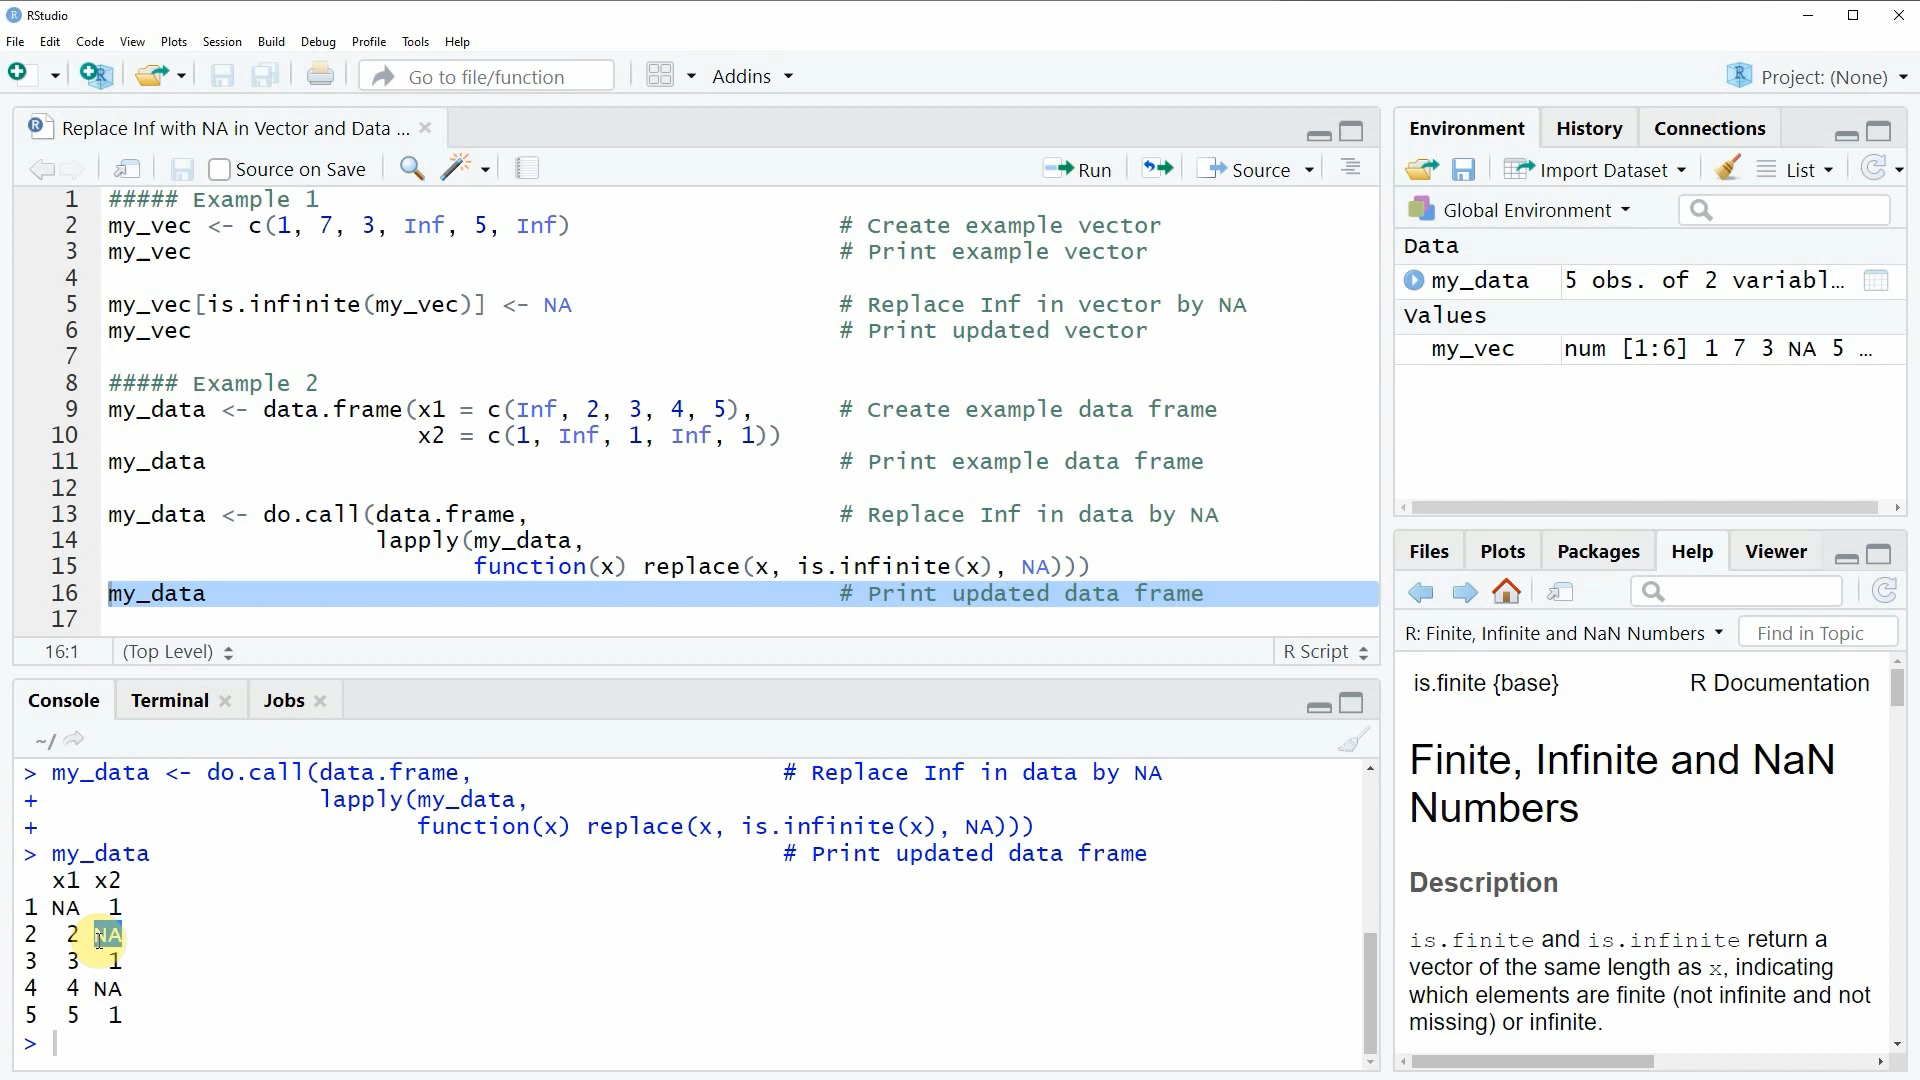 RStudio
File Edit Code View Plots Session Build Debug Profile Tools Help
Go to file/function Addins Project: (None)
Replace Inf with NA in Vector and Data ...
Source on Save Run Source
1 ##### Example 1
2 my_vec <- c(1, 7, 3, Inf, 5, Inf) # Create example vector
3 my_vec # Print example vector
4
5 my_vec[is.infinite(my_vec)] <- NA # Replace Inf in vector by NA
6 my_vec # Print updated vector
7
8 ##### Example 2
9 my_data <- data.frame(x1 = c(Inf, 2, 3, 4, 5), # Create example data frame
10 x2 = c(1, Inf, 1, Inf, 1))
11 my_data # Print example data frame
12
13 my_data <- do.call(data.frame, # Replace Inf in data by NA
14 lapply(my_data,
15 function(x) replace(x, is.infinite(x), NA)))
16 my_data # Print updated data frame
17
16:1 (Top Level) R Script
Console Terminal Jobs
~/
> my_data <- do.call(data.frame, # Replace Inf in data by NA
+ lapply(my_data,
+ function(x) replace(x, is.infinite(x), NA)))
> my_data # Print updated data frame
x1 x2
1 NA 1
2 2 NA
3 3 1
4 4 NA
5 5 1
>
Environment History Connections
Import Dataset List
Global Environment
Data
my_data 5 obs. of 2 variabl...
Values
my_vec num [1:6] 1 7 3 NA 5 ...
Files Plots Packages Help Viewer
R: Finite, Infinite and NaN Numbers Find in Topic
is.finite {base} R Documentation
Finite, Infinite and NaN
Numbers
Description
is.finite and is.infinite return a
vector of the same length as x, indicating
which elements are finite (not infinite and not
missing) or infinite.